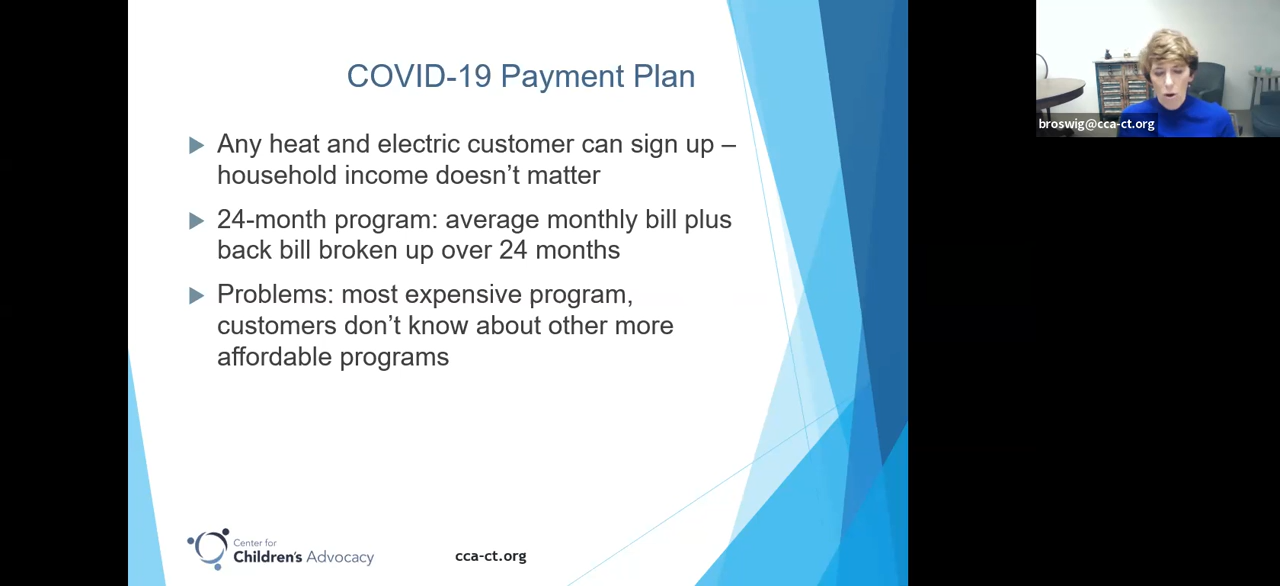 COVID-19 Payment Plan
Any heat and electric customer can sign up –
household income doesn’t matter
24-month program: average monthly bill plus
back bill broken up over 24 months
Problems: most expensive program,
customers don’t know about other more
affordable programs
Center for
Children's Advocacy
cca-ct.org
broswig@cca-ct.org